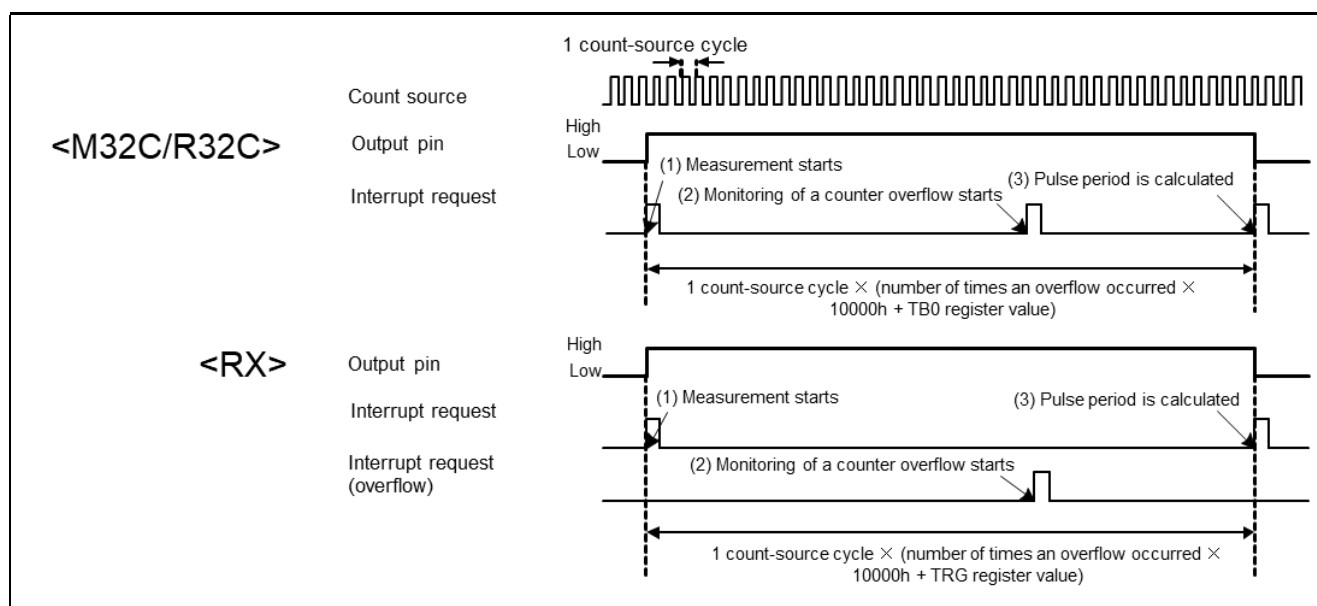 1 count-source cycle
Count source
<M32C/R32C>
Output pin
High
Low
(1) Measurement starts
Interrupt request
(2) Monitoring of a counter overflow starts
(3) Pulse period is calculated
1 count-source cycle × (number of times an overflow occurred ×
10000h + TB0 register value)
<RX>
Output pin
High
Low
Interrupt request
(1) Measurement starts
(3) Pulse period is calculated
Interrupt request
(overflow)
(2) Monitoring of a counter overflow starts
1 count-source cycle × (number of times an overflow occurred ×
10000h + TRG register value)